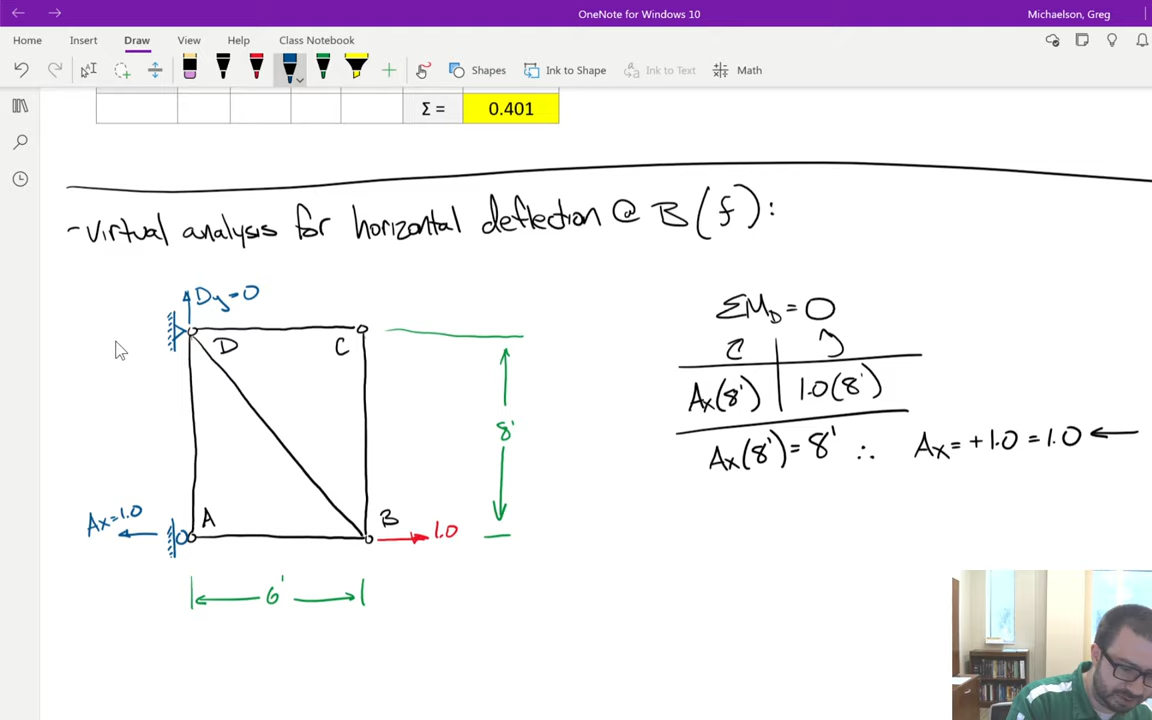 OneNote for Windows 10
Michaelson, Greg
Home Insert Draw View Help Class Notebook
Shapes Ink to Shape Ink to Text Math
Σ = 0.401
-virtual analysis for horizontal deflection @ B (f):
Dy=0
D C
8'
Ax=1.0 A B 1.0
6'
ΣM_D = 0
Ax(8') 1.0(8')
Ax(8') = 8' ∴ Ax = +1.0 = 1.0 ←